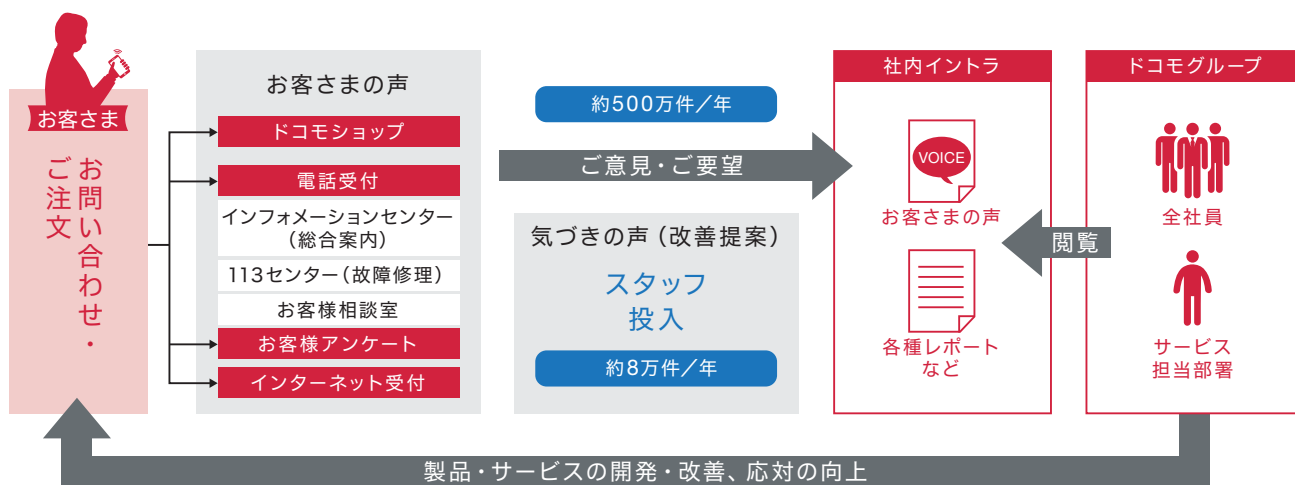 お客さま
お問い合わせ・
ご注文
お客さまの声
ドコモショップ
電話受付
インフォメーションセンター
（総合案内）
113センター（故障修理）
お客様相談室
お客様アンケート
インターネット受付
約500万件／年
ご意見・ご要望
気づきの声（改善提案）
スタッフ
投入
約8万件／年
社内イントラ
VOICE
お客さまの声
各種レポート
など
閲覧
ドコモグループ
全社員
サービス
担当部署
製品・サービスの開発・改善、応対の向上